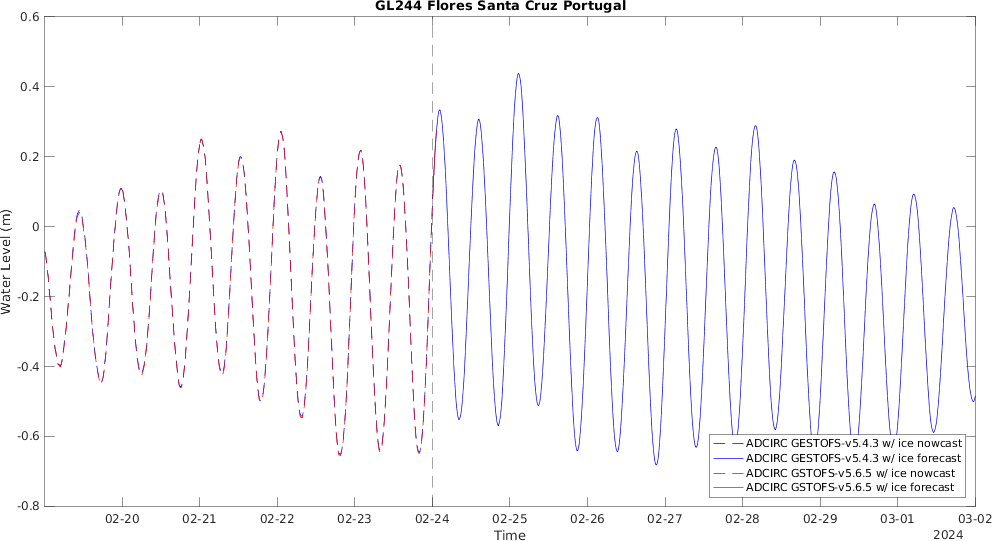 GL244 Flores Santa Cruz Portugal
Water Level (m)
0.6
0.4
0.2
0
-0.2
-0.4
-0.6
-0.8
ADCIRC GESTOFS-v5.4.3 w/ ice nowcast
ADCIRC GESTOFS-v5.4.3 w/ ice forecast
ADCIRC GSTOFS-v5.6.5 w/ ice nowcast
ADCIRC GSTOFS-v5.6.5 w/ ice forecast
02-20 02-21 02-22 02-23 02-24 02-25 02-26 02-27 02-28 02-29 03-01 03-02
Time
2024